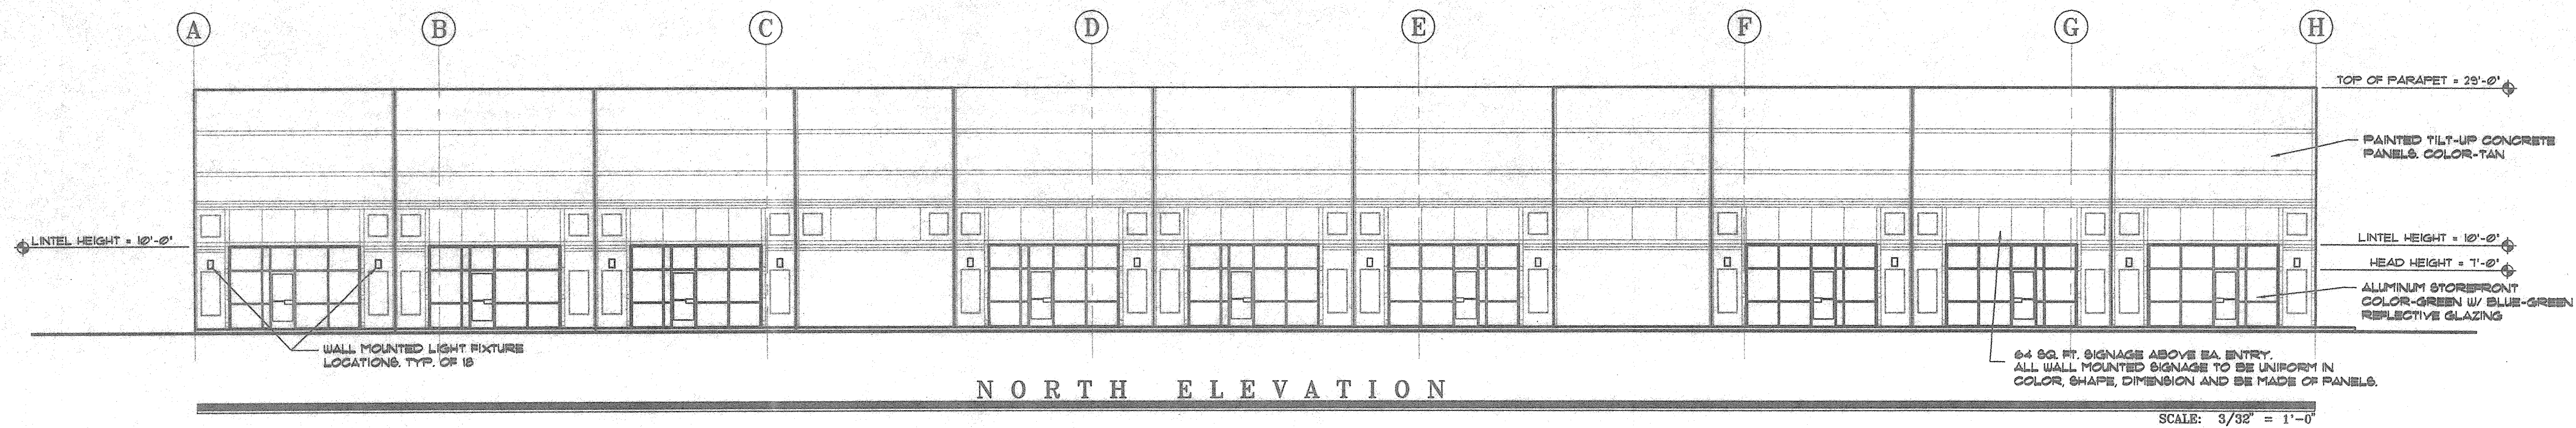 A B C D E F G H
TOP OF PARAPET = 29'-0"
PAINTED TILT-UP CONCRETE
PANELS. COLOR-TAN
LINTEL HEIGHT = 10'-0"
LINTEL HEIGHT = 10'-0"
HEAD HEIGHT = 7'-0"
ALUMINUM STOREFRONT
COLOR-GREEN W/ BLUE-GREEN
REFLECTIVE GLAZING
WALL MOUNTED LIGHT FIXTURE
LOCATIONS. TYP. OF 18
64 SQ. FT. SIGNAGE ABOVE EA. ENTRY.
ALL WALL MOUNTED SIGNAGE TO BE UNIFORM IN
COLOR, SHAPE, DIMENSION AND BE MADE OF PANELS.
NORTH ELEVATION
SCALE: 3/32" = 1'-0"